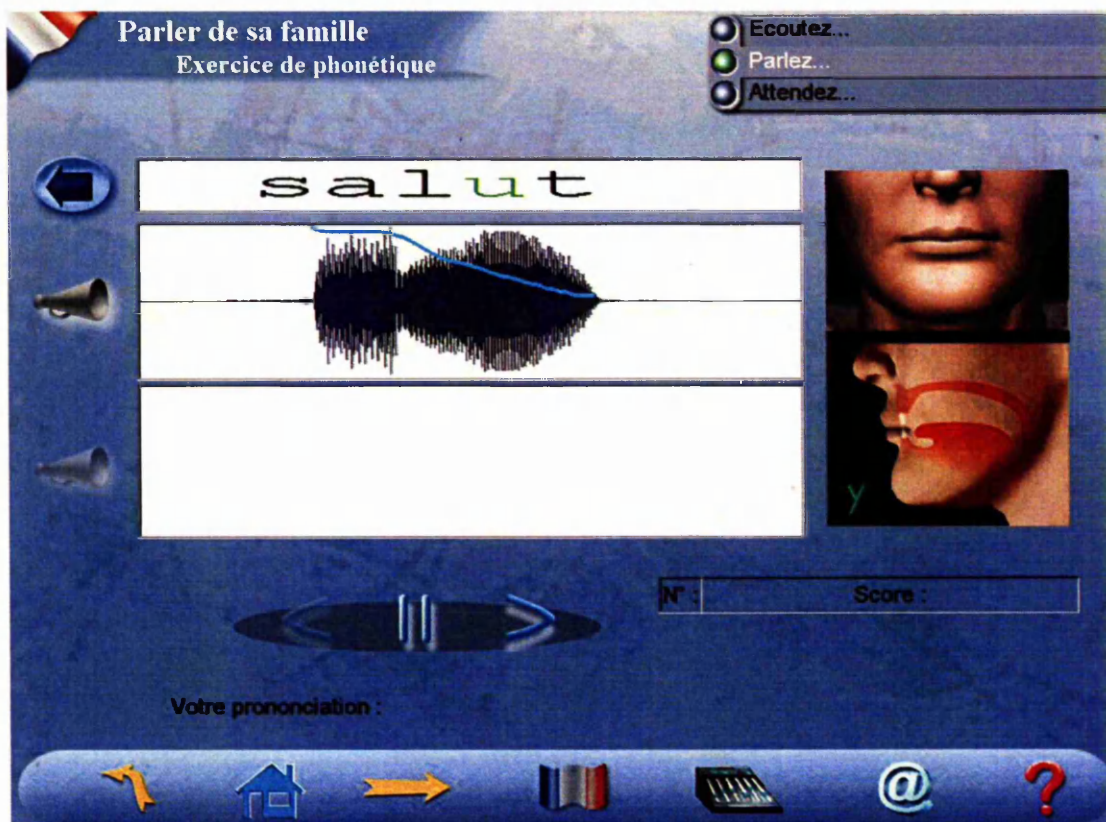 Parler de sa famille
Exercice de phonétique
Ecoutez...
Parlez...
Attendez...
salut
y
N° :
Score :
Votre prononciation :
@
?